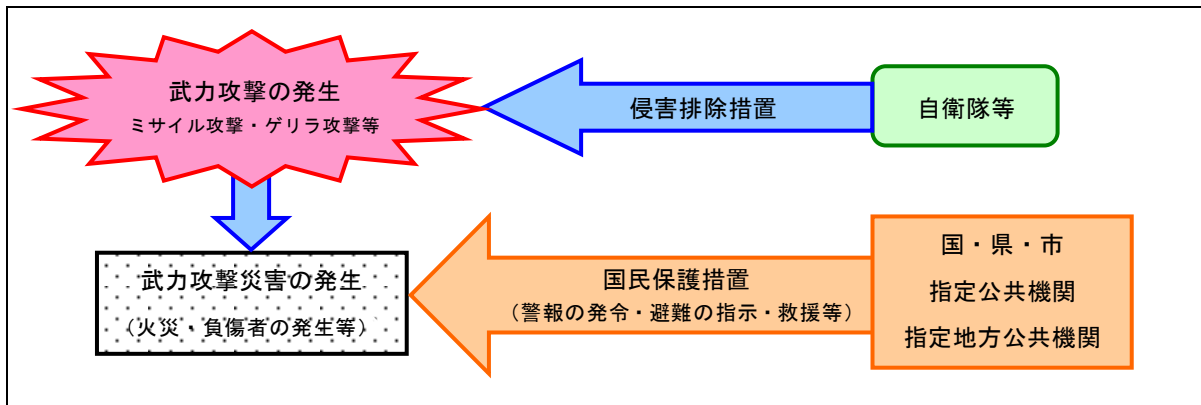 武力攻撃の発生
ミサイル攻撃・ゲリラ攻撃等
侵害排除措置
自衛隊等
武力攻撃災害の発生
（火災・負傷者の発生等）
国民保護措置
（警報の発令・避難の指示・救援等）
国・県・市
指定公共機関
指定地方公共機関